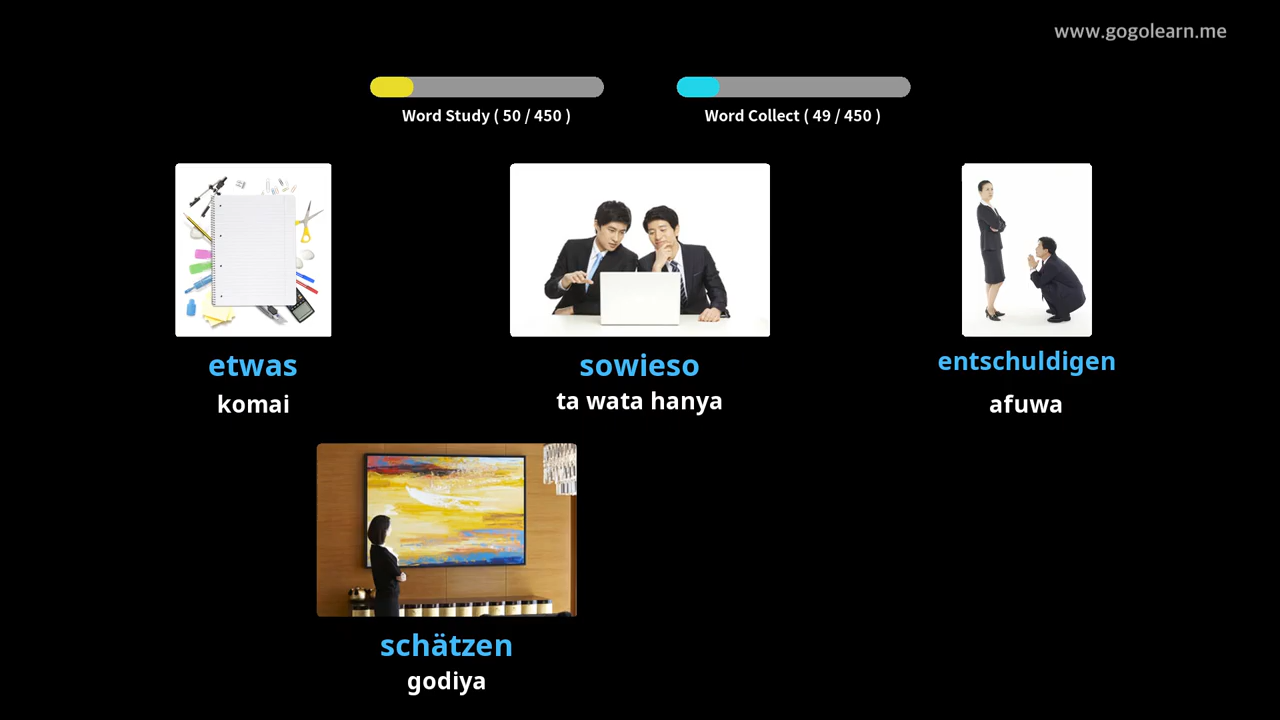 www.gogolearn.me
Word Study ( 50 / 450 )
Word Collect ( 49 / 450 )
etwas
komai
sowieso
ta wata hanya
entschuldigen
afuwa
schätzen
godiya